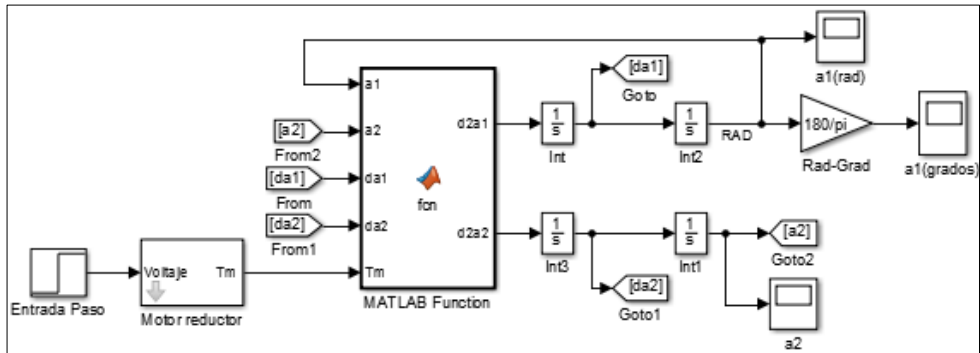 a1(rad)
[da1]
Goto
a1
[a2]
From2
a2
d2a1
1
s
Int
1
s
Int2
RAD
180/pi
Rad-Grad
a1(grados)
[da1]
From
da1
fcn
[da2]
From1
da2
d2a2
1
s
Int3
1
s
Int1
[a2]
Goto2
Entrada Paso
Voltaje
Tm
Motor reductor
Tm
MATLAB Function
[da2]
Goto1
a2